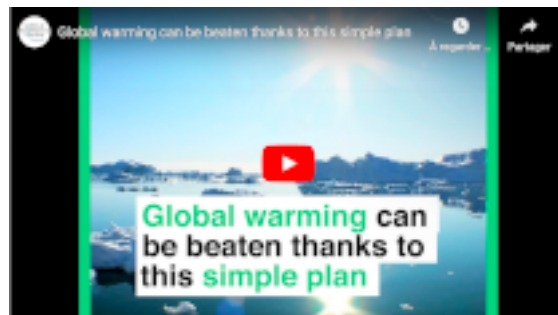 Global warming can be beaten thanks to this simple plan
À regarder ...
Partager
Global warming can
be beaten thanks to
this simple plan